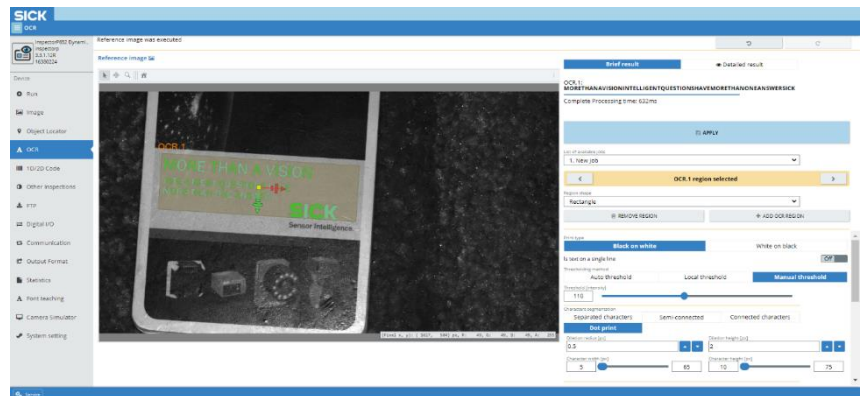 SICK
OCR
InspectorP652 Dynam...
Inspectorp
3.3.1.12R
16300224
Device
Run
Image
Object Locator
OCR
1D/2D Code
Other inspections
FTP
Digital I/O
Communication
Output Format
Statistics
Font teaching
Camera Simulator
System setting
Reference image was executed
Reference image
OCR.1
MORE THAN A VISION
SICK
Sensor Intelligence
Brief result
Detailed result
OCR.1:
MORETHANAVISIONINTELLIGENTQUESTIONSHAVEMORETHANONEANSWERSICK
Complete Processing time: 632ms
APPLY
List of available jobs
1. New job
OCR.1 region selected
Region shape
Rectangle
REMOVE REGION
ADD OCR REGION
Print type
Black on white
White on black
Is text on a single line
Off
Thresholding method
Auto threshold
Local threshold
Manual threshold
Threshold [intensity]
110
Characters segmentation
Separated characters
Semi connected
Connected characters
Dot print
Dilation radius [px]
0.5
Dilation height [px]
2
Character width [px]
5
65
Character height [px]
10
75